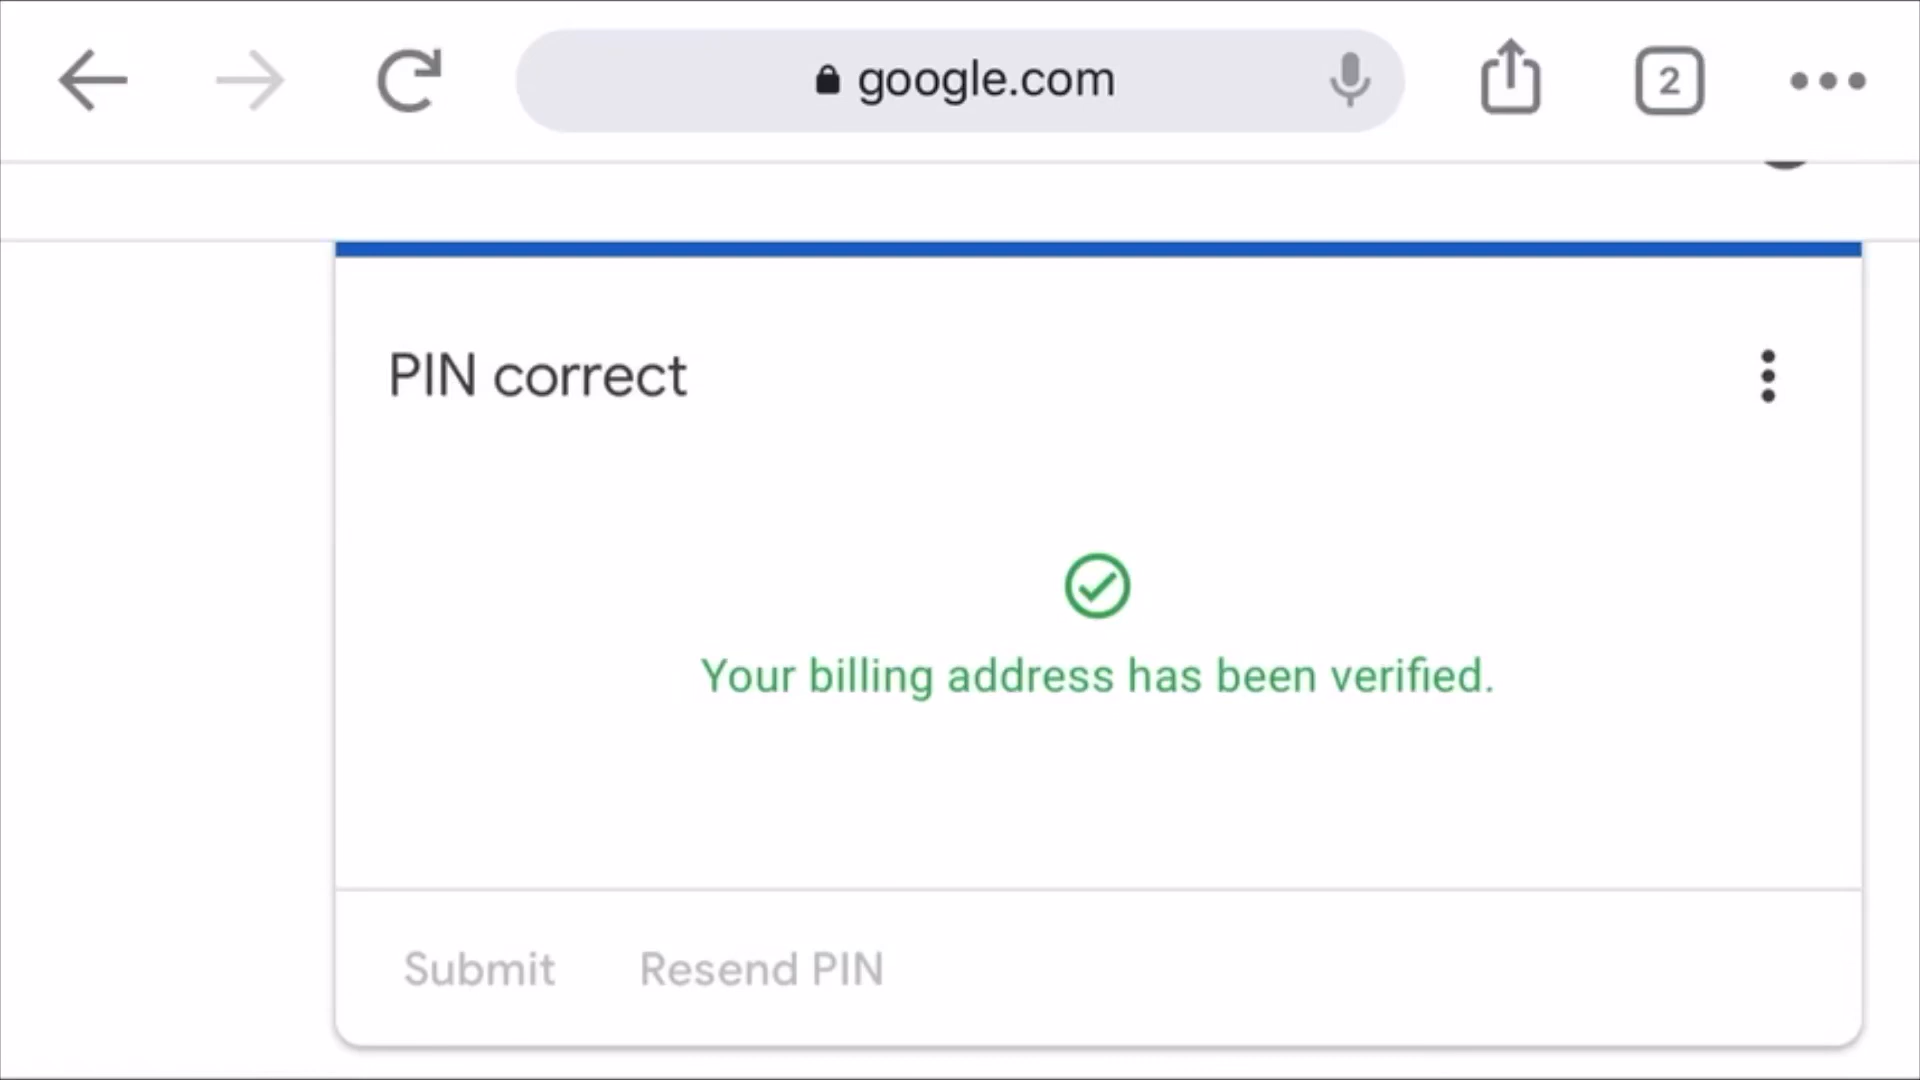 google.com
2
PIN correct
Your billing address has been verified.
Submit Resend PIN